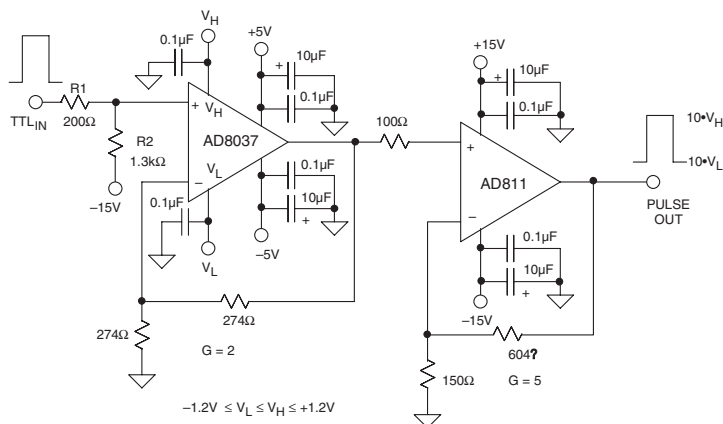 V_H
0.1µF
+5V
+ 10µF
0.1µF
+15V
+ 10µF
0.1µF
TTL_IN
R1
200Ω
R2
1.3kΩ
−15V
+
V_H
AD8037
V_L
−
0.1µF
V_L
0.1µF
10µF
+
−5V
100Ω
+
AD811
−
10•V_H
10•V_L
PULSE
OUT
0.1µF
10µF
+
−15V
274Ω
274Ω
G = 2
604?
150Ω
G = 5
−1.2V ≤ V_L ≤ V_H ≤ +1.2V